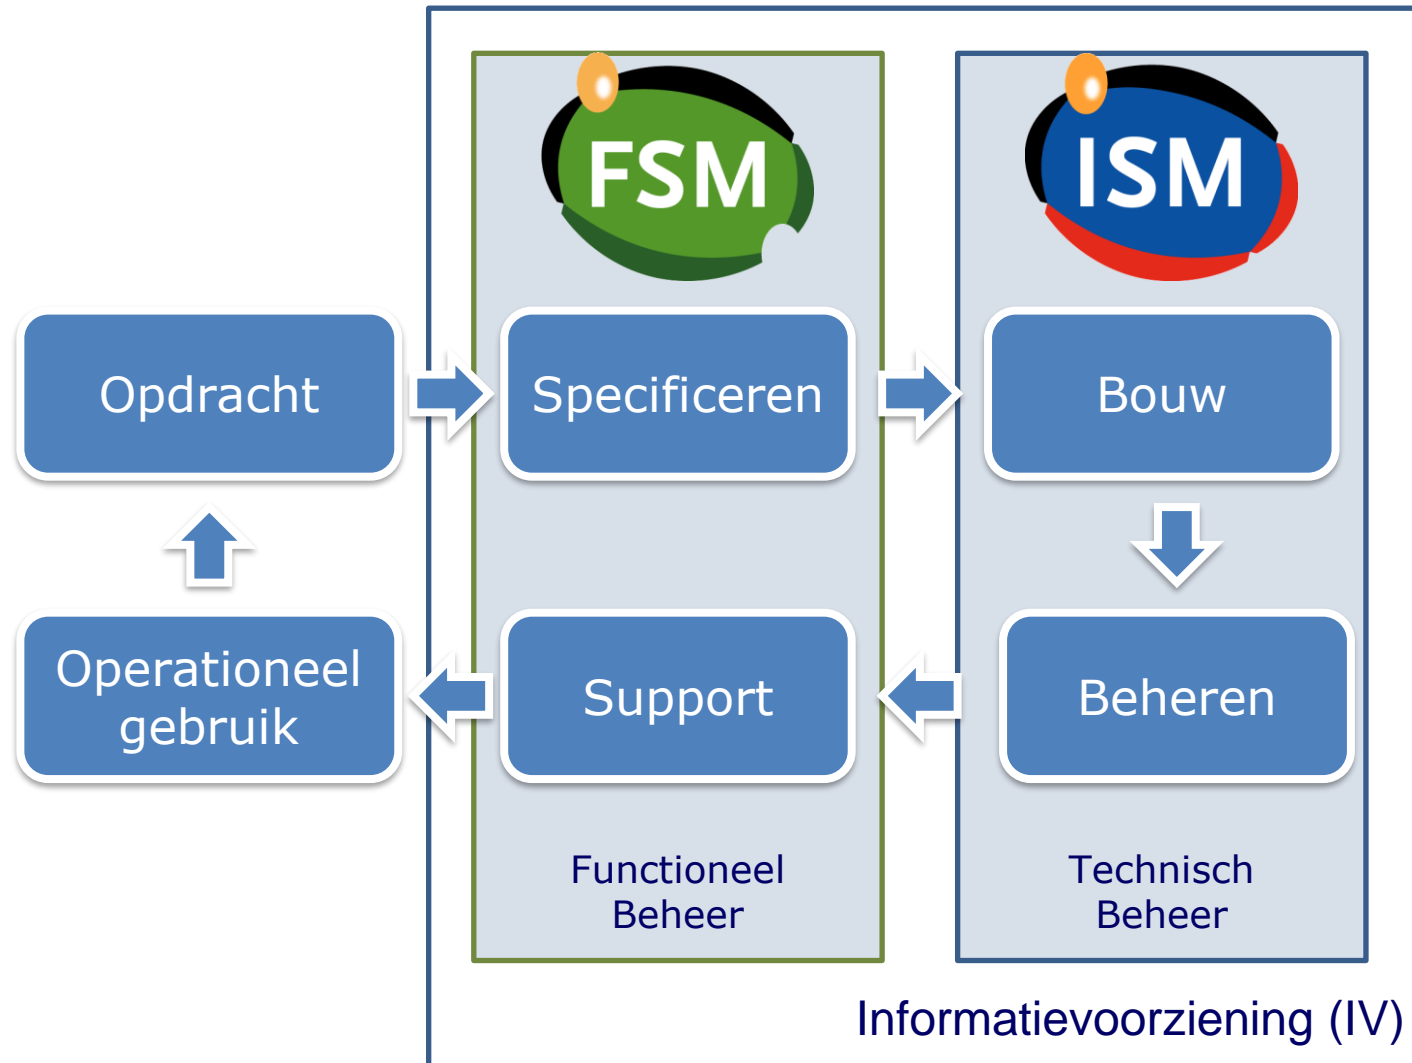 FSM
ISM
Opdracht
Specificeren
Bouw
Operationeel
gebruik
Support
Beheren
Functioneel
Beheer
Technisch
Beheer
Informatievoorziening (IV)